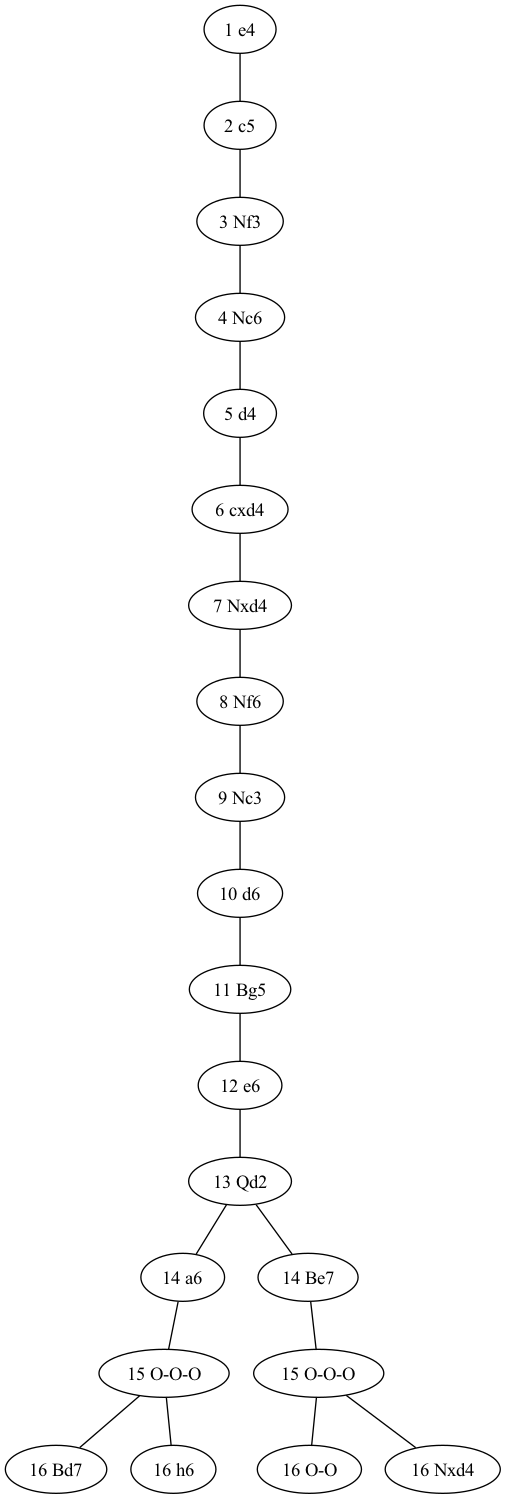 1 e4
2 c5
3 Nf3
4 Nc6
5 d4
6 cxd4
7 Nxd4
8 Nf6
9 Nc3
10 d6
11 Bg5
12 e6
13 Qd2
14 a6
14 Be7
15 O-O-O
15 O-O-O
16 Bd7
16 h6
16 O-O
16 Nxd4